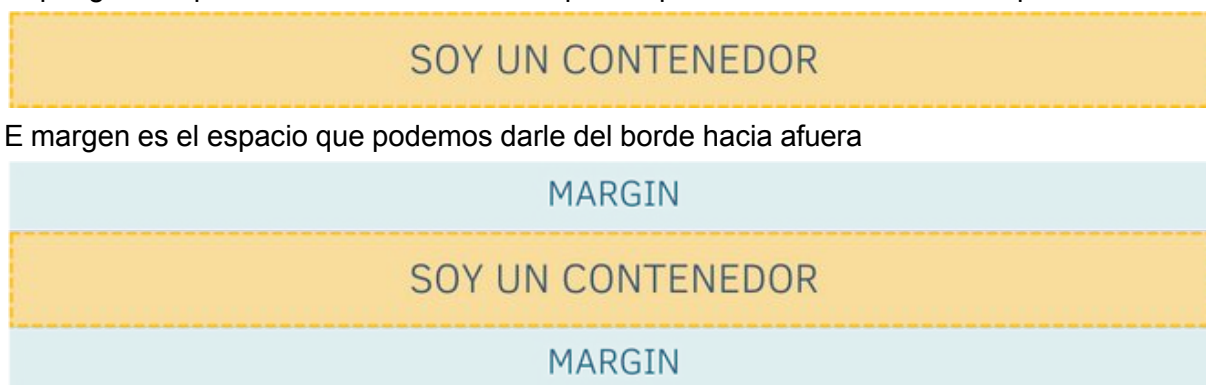 SOY UN CONTENEDOR
E margen es el espacio que podemos darle del borde hacia afuera
MARGIN
SOY UN CONTENEDOR
MARGIN